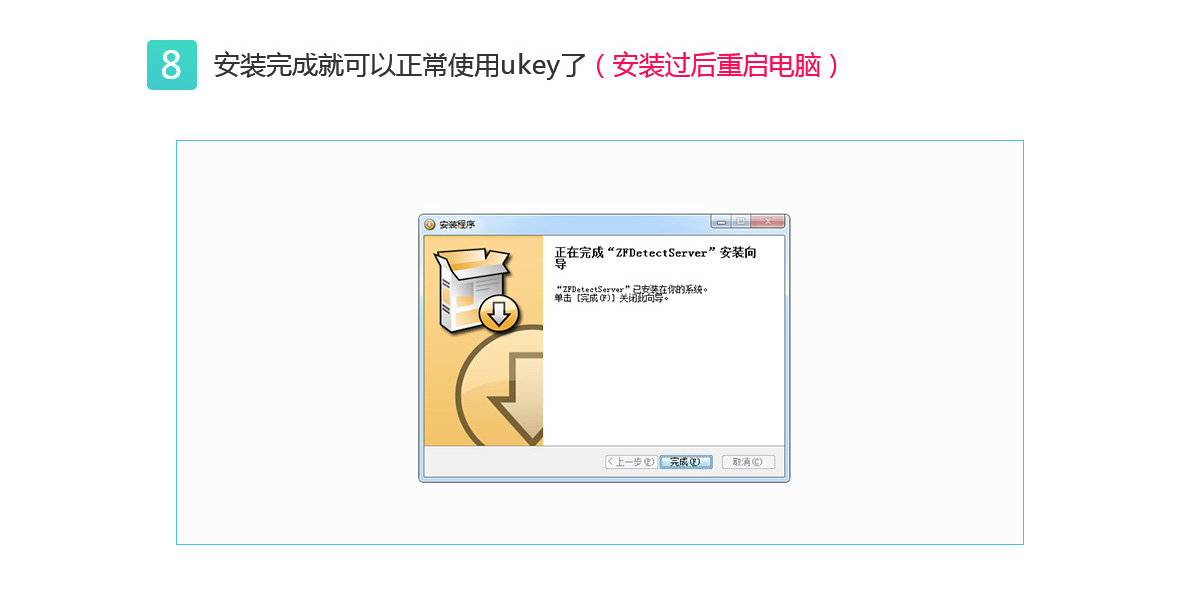 8
安装完成就可以正常使用ukey了（安装过后重启电脑）
安装程序
正在完成“ZFDetectServer”安装向
导
“ZFDetectServer”已安装在你的系统。
单击 [完成(F)] 关闭此向导。
< 上一步(P)
完成(F)
取消(C)